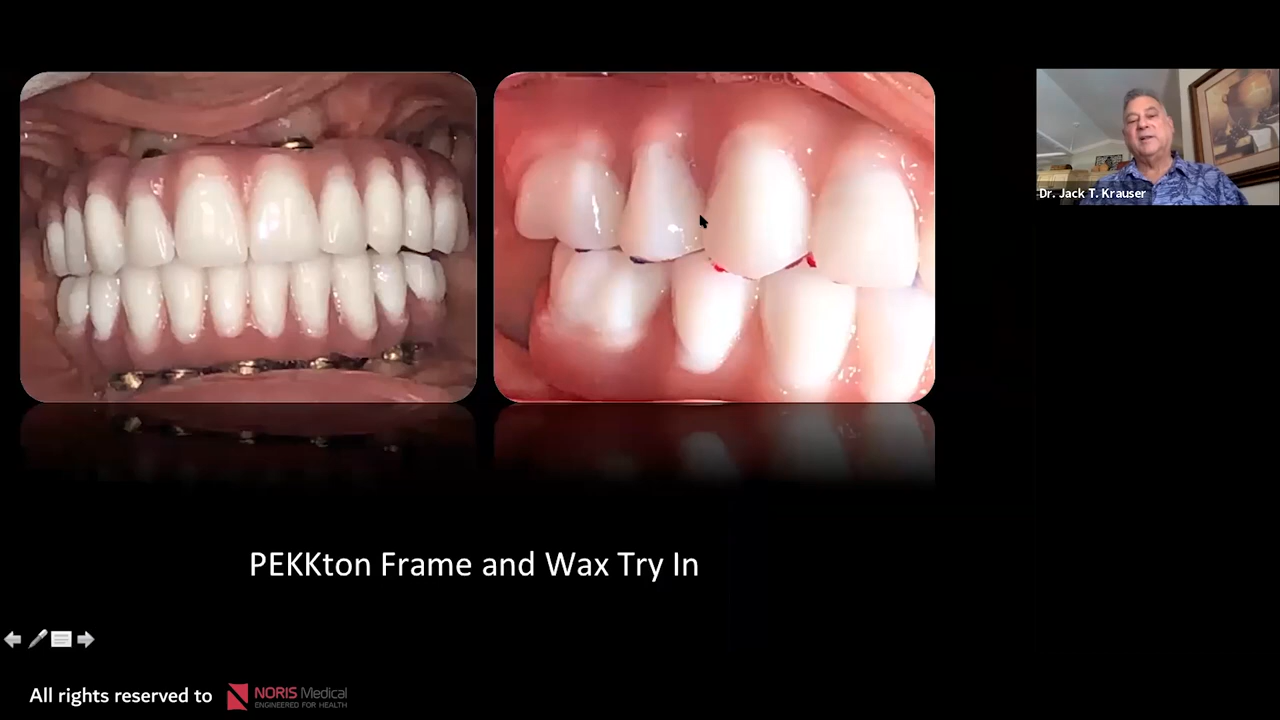 Dr. Jack T. Krauser
PEKKton Frame and Wax Try In
All rights reserved to
NORIS Medical
ENGINEERED FOR HEALTH